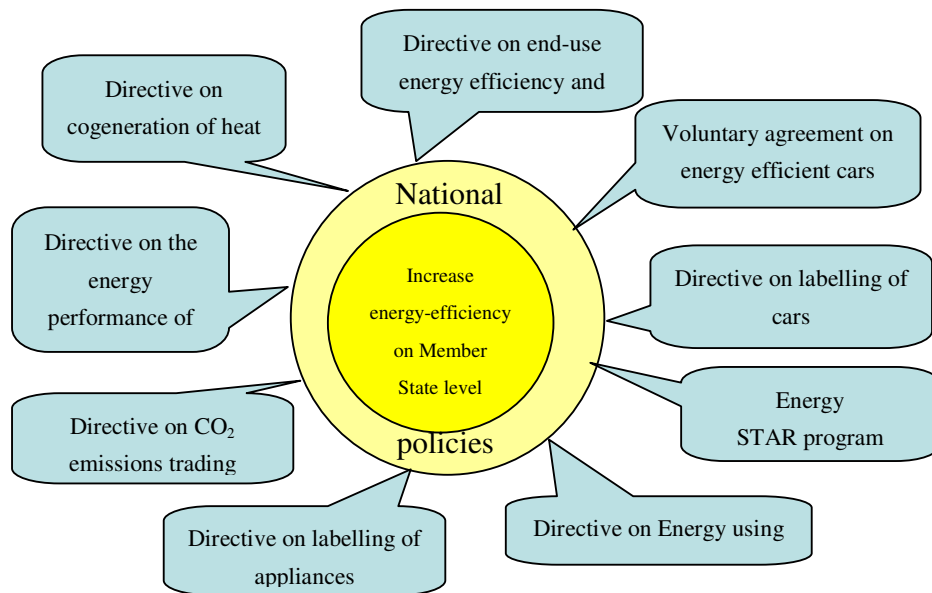 Directive on end-use
energy efficiency and
Directive on
cogeneration of heat
Voluntary agreement on
energy efficient cars
National
Directive on the
energy
performance of
Increase
energy-efficiency
on Member
State level
Directive on labelling of
cars
Energy
STAR program
Directive on CO₂
emissions trading
policies
Directive on Energy using
Directive on labelling of
appliances